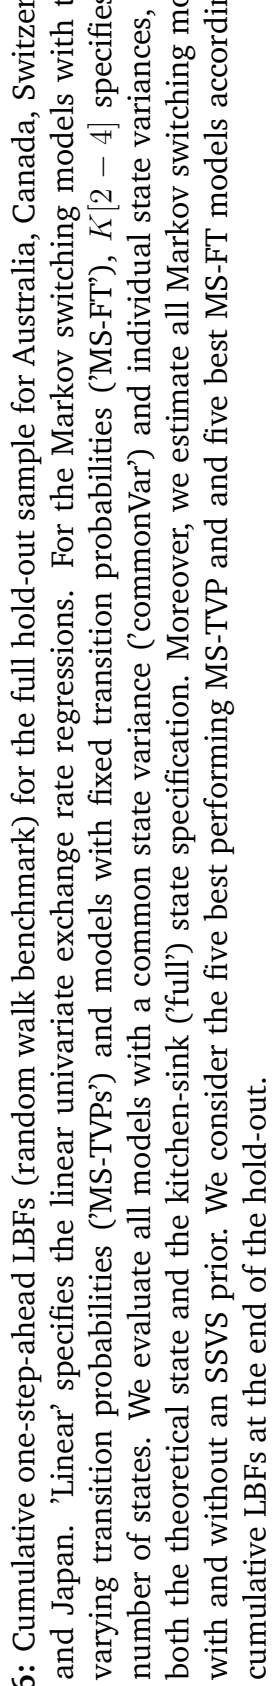 6: Cumulative one-step-ahead LBFs (random walk benchmark) for the full hold-out sample for Australia, Canada, Switzer
and Japan. 'Linear' specifies the linear univariate exchange rate regressions. For the Markov switching models with t
varying transition probabilities ('MS-TVPs') and models with fixed transition probabilities ('MS-FT'), K[2 − 4] specifies
number of states. We evaluate all models with a common state variance ('commonVar') and individual state variances,
both the theoretical state and the kitchen-sink ('full') state specification. Moreover, we estimate all Markov switching mo
with and without an SSVS prior. We consider the five best performing MS-TVP and and five best MS-FT models accordin
cumulative LBFs at the end of the hold-out.